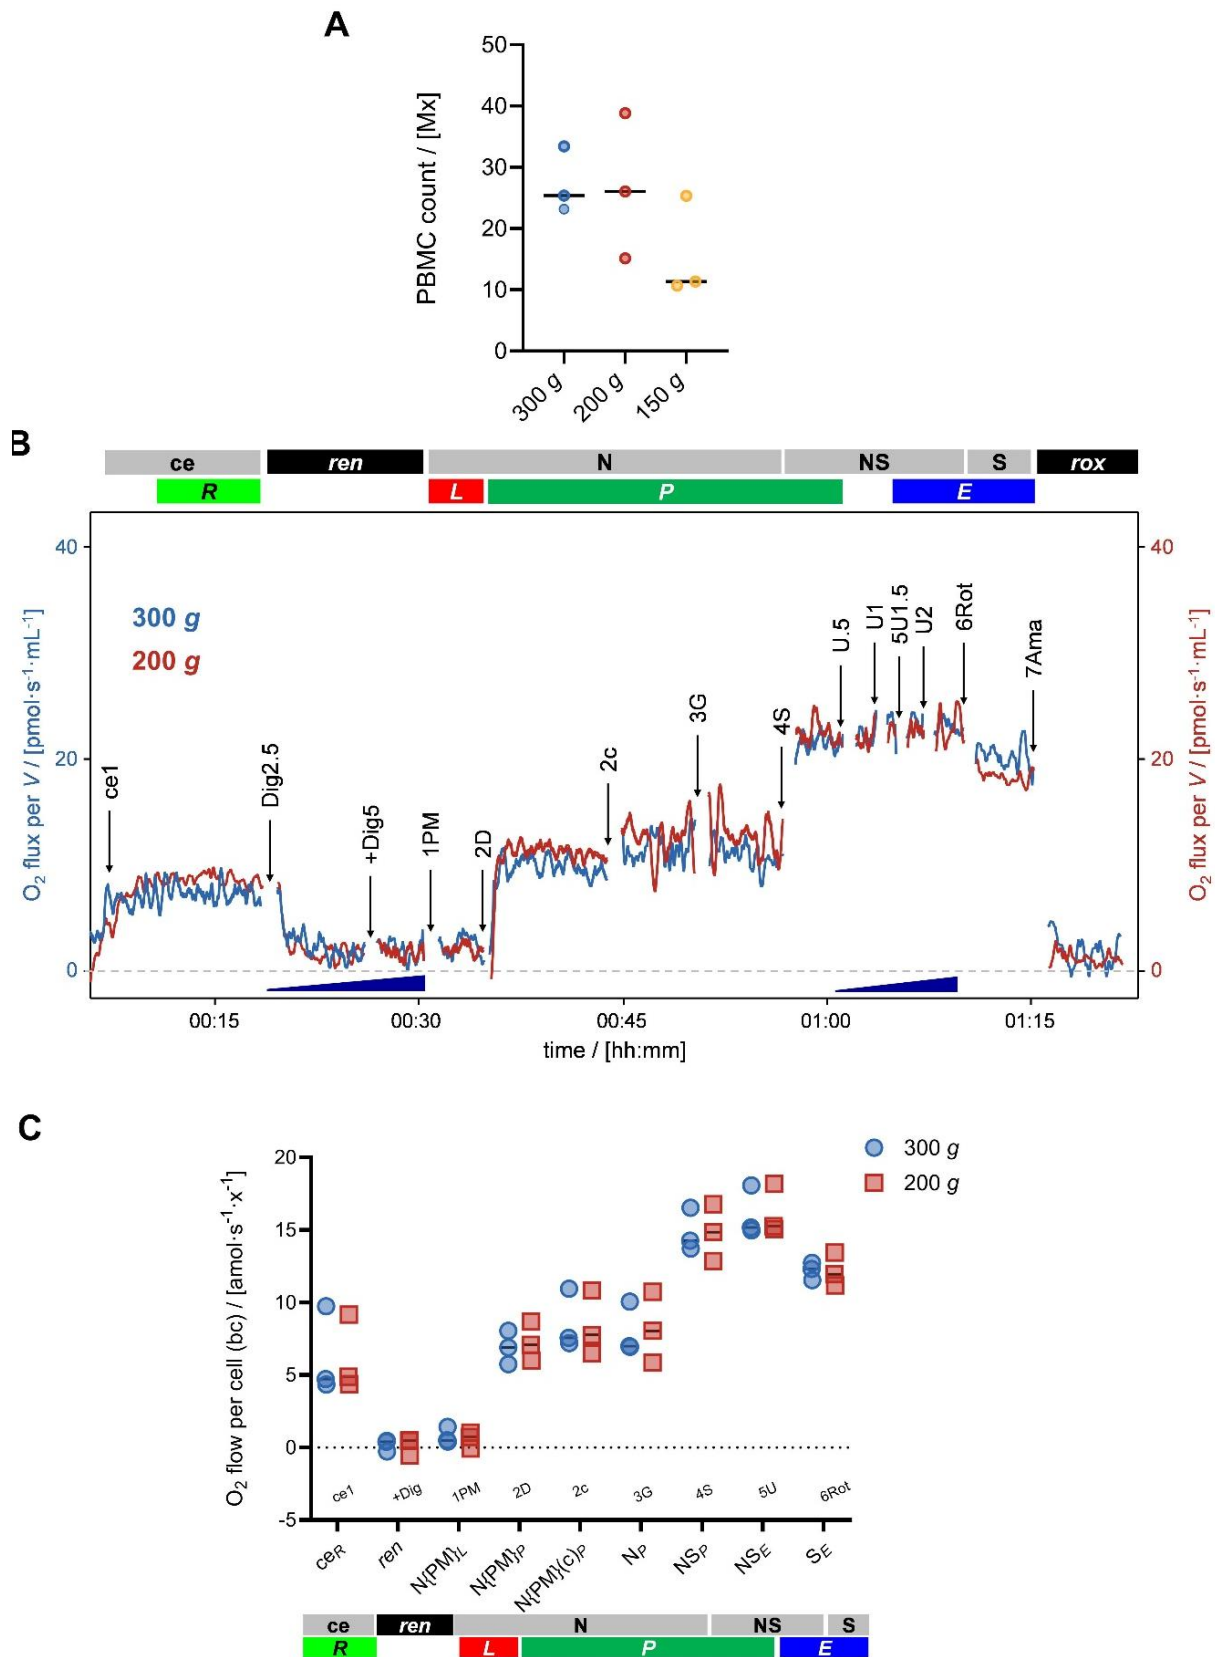 A
50
40
30
20
10
0
PBMC count / [Mx]
300 g
200 g
150 g
B
ce ren N NS S rox
R L P E
40
20
0
O₂ flux per V / [pmol·s⁻¹·mL⁻¹]
300 g
200 g
ce1
Dig2.5
+Dig5
1PM
2D
2c
3G
4S
U.5
U1
5U1.5
U2
6Rot
7Ama
40
20
0
O₂ flux per V / [pmol·s⁻¹·mL⁻¹]
00:15 00:30 00:45 01:00 01:15
time / [hh:mm]
C
300 g
200 g
20
15
10
5
0
-5
O₂ flow per cell (bc) / [amol·s⁻¹·x⁻¹]
ce1 +Dig 1PM 2D 2c 3G 4S 5U 6Rot
ceR
ren
N{PM}L
N{PM}P
N{PM}(c)P
NP
NSP
NSE
SE
ce ren N NS S
R L P E